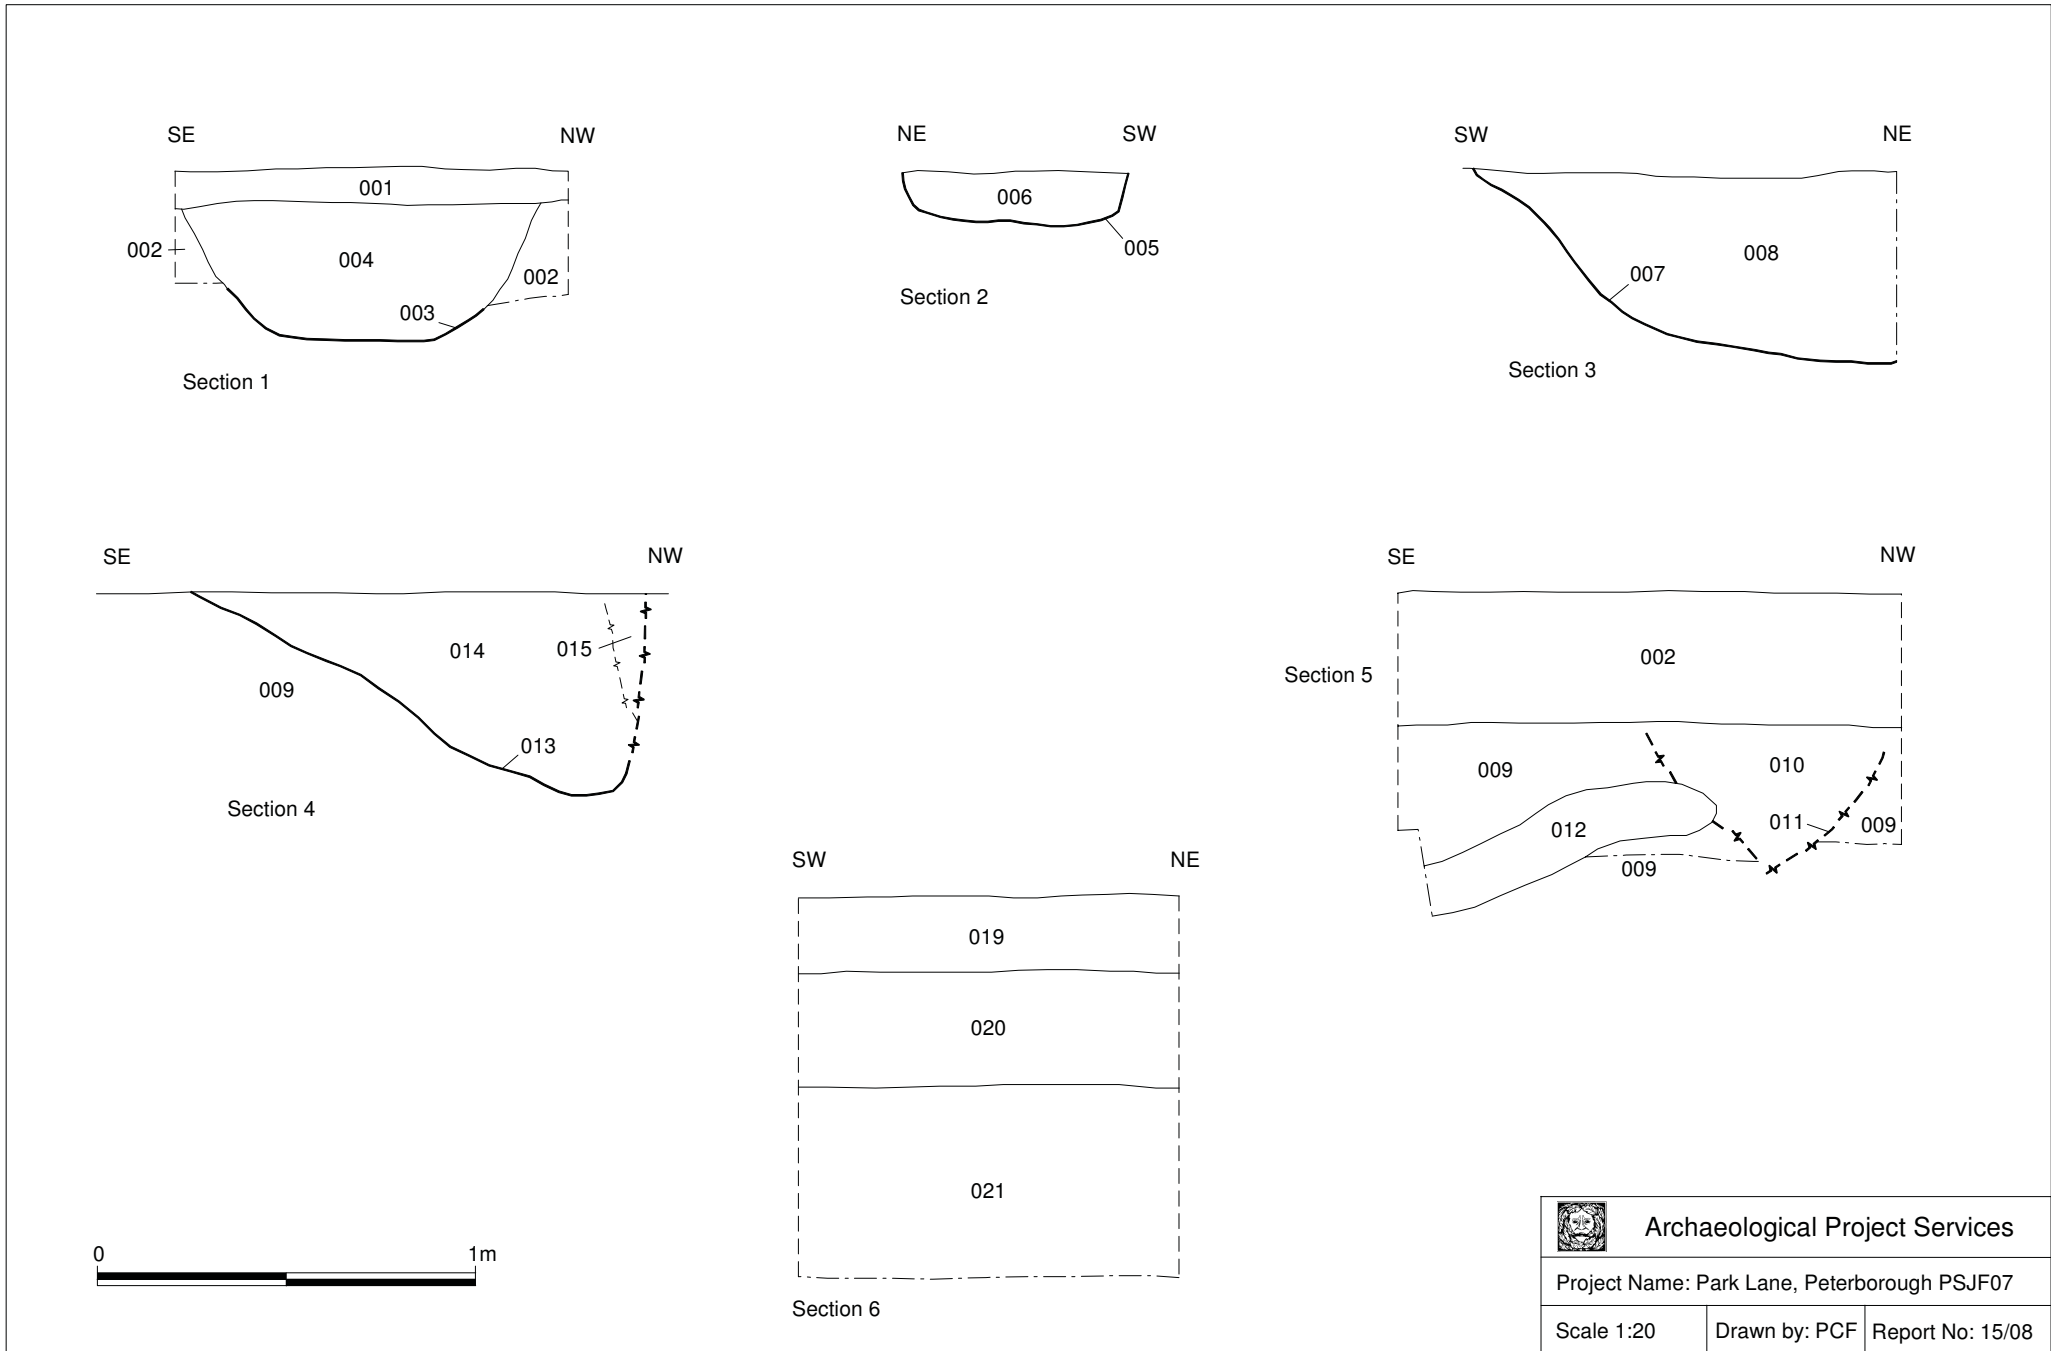 SE NW
001
002
004
002
003
Section 1
NE SW
006
005
Section 2
SW NE
008
007
Section 3
SE NW
014
015
009
013
Section 4
SE NW
Section 5
002
009
010
012
011
009
009
SW NE
019
020
021
Section 6
0 1m
Archaeological Project Services
Project Name: Park Lane, Peterborough PSJF07
Scale 1:20 Drawn by: PCF Report No: 15/08